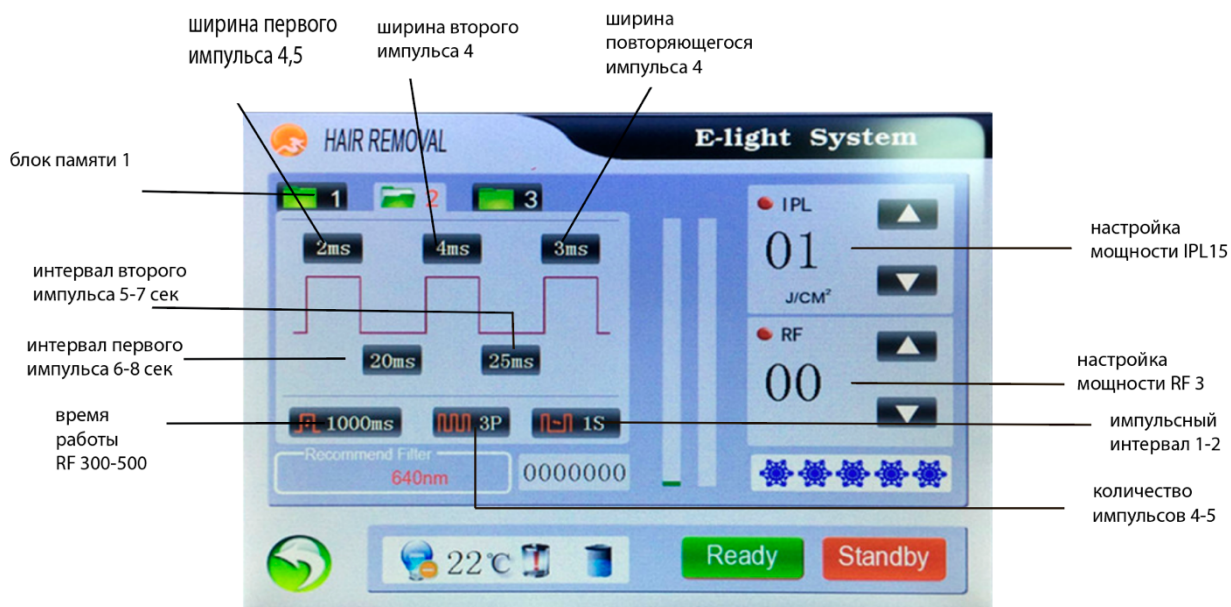 ширина первого
импульса 4,5
ширина второго
импульса 4
ширина
повторяющегося
импульса 4
блок памяти 1
интервал второго
импульса 5-7 сек
интервал первого
импульса 6-8 сек
время
работы
RF 300-500
HAIR REMOVAL
E-light System
1
2
3
2ms
4ms
3ms
20ms
25ms
1000ms
3P
1S
Recommend Filter
640nm
0000000
IPL
01
J/CM²
RF
00
22℃
Ready
Standby
настройка
мощности IPL15
настройка
мощности RF 3
импульсный
интервал 1-2
количество
импульсов 4-5